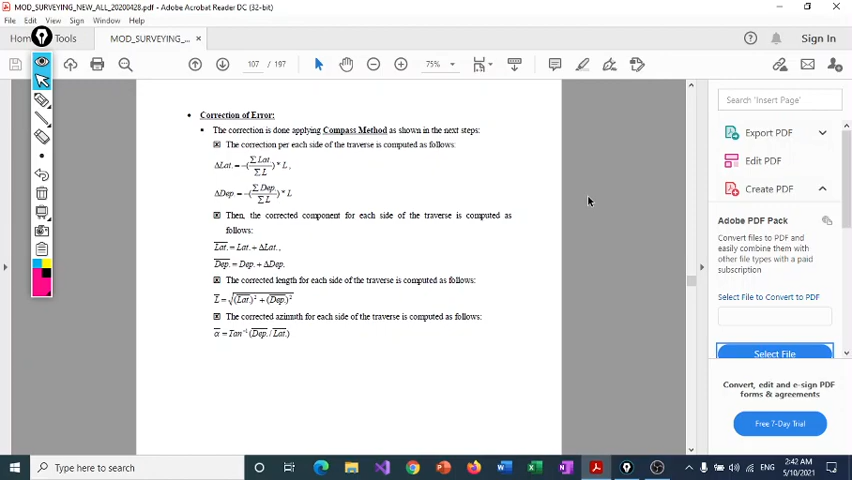 MOD_SURVEYING_NEW_ALL_20200428.pdf - Adobe Acrobat Reader DC (32-bit)
File Edit View Sign Window Help
Home Tools MOD_SURVEYING_... × Sign In
107 / 197 75%
Correction of Error:
The correction is done applying Compass Method as shown in the next steps:
The correction per each side of the traverse is computed as follows:
ΔLat. = -(∑ Lat. / ∑ L) * L ,
ΔDep. = -(∑ Dep. / ∑ L) * L
Then, the corrected component for each side of the traverse is computed as
follows:
L̅a̅t̅. = Lat. + ΔLat.,
D̅e̅p̅. = Dep. + ΔDep.
The corrected length for each side of the traverse is computed as follows:
L̅ = √(L̅a̅t̅.)² + (D̅e̅p̅.)²
The corrected azimuth for each side of the traverse is computed as follows:
α̅ = Tan⁻¹(D̅e̅p̅. / L̅a̅t̅.)
Search 'Insert Page'
Export PDF
Edit PDF
Create PDF
Adobe PDF Pack
Convert files to PDF and
easily combine them with
other file types with a paid
subscription
Select File to Convert to PDF
Select File
Convert, edit and e-sign PDF
forms & agreements
Free 7-Day Trial
Type here to search
ENG
2:42 AM
5/10/2021